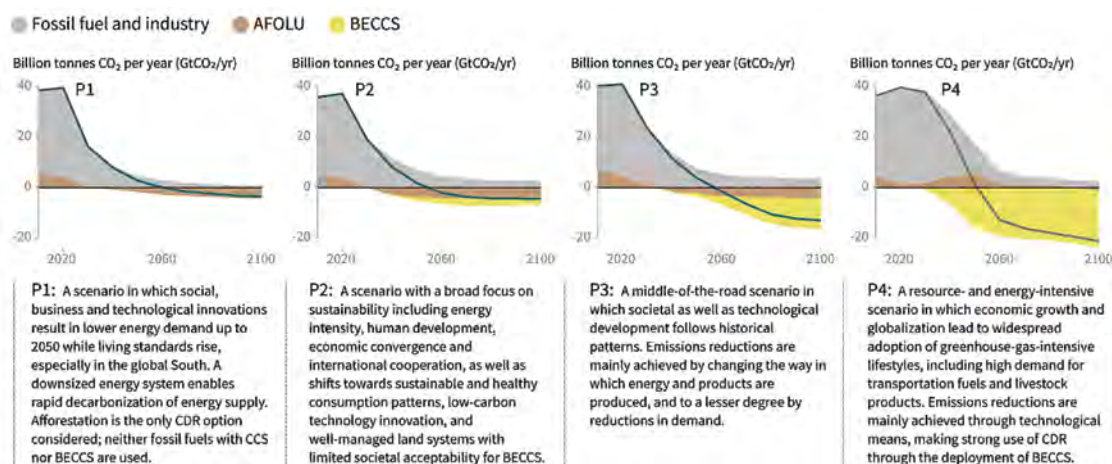 Fossil fuel and industry AFOLU BECCS
Billion tonnes CO₂ per year (GtCO₂/yr)
40
P1
20
0
-20
2020 2060 2100
Billion tonnes CO₂ per year (GtCO₂/yr)
40
P2
20
0
-20
2020 2060 2100
Billion tonnes CO₂ per year (GtCO₂/yr)
40
P3
20
0
-20
2020 2060 2100
Billion tonnes CO₂ per year (GtCO₂/yr)
40
P4
20
0
-20
2020 2060 2100
P1: A scenario in which social,
business and technological innovations
result in lower energy demand up to
2050 while living standards rise,
especially in the global South. A
downsized energy system enables
rapid decarbonization of energy supply.
Afforestation is the only CDR option
considered; neither fossil fuels with CCS
nor BECCS are used.
P2: A scenario with a broad focus on
sustainability including energy
intensity, human development,
economic convergence and
international cooperation, as well as
shifts towards sustainable and healthy
consumption patterns, low-carbon
technology innovation, and
well-managed land systems with
limited societal acceptability for BECCS.
P3: A middle-of-the-road scenario in
which societal as well as technological
development follows historical
patterns. Emissions reductions are
mainly achieved by changing the way in
which energy and products are
produced, and to a lesser degree by
reductions in demand.
P4: A resource- and energy-intensive
scenario in which economic growth and
globalization lead to widespread
adoption of greenhouse-gas-intensive
lifestyles, including high demand for
transportation fuels and livestock
products. Emissions reductions are
mainly achieved through technological
means, making strong use of CDR
through the deployment of BECCS.